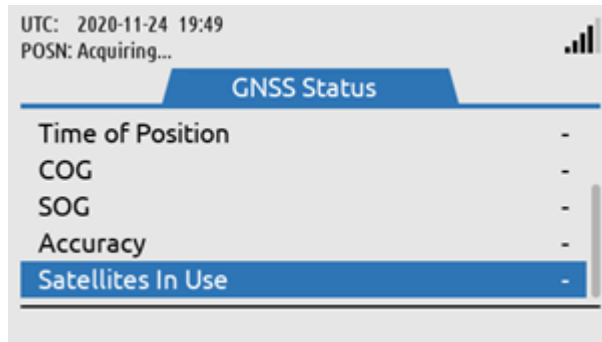 UTC: 2020-11-24 19:49
POSN: Acquiring...
GNSS Status
Time of Position -
COG -
SOG -
Accuracy -
Satellites In Use -